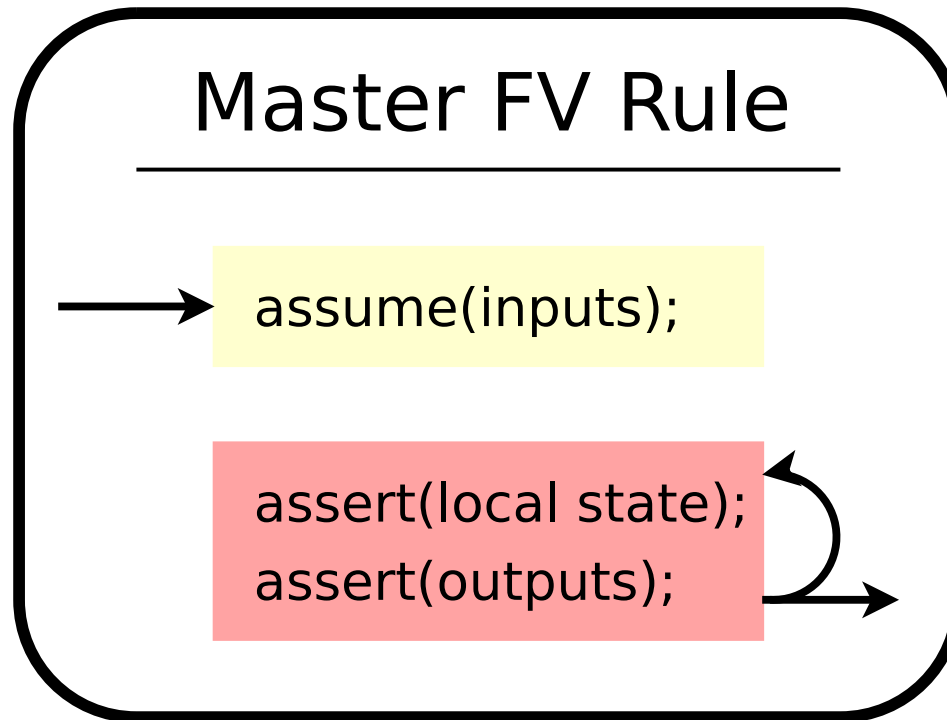 Master FV Rule
assume(inputs);
assert(local state);
assert(outputs);